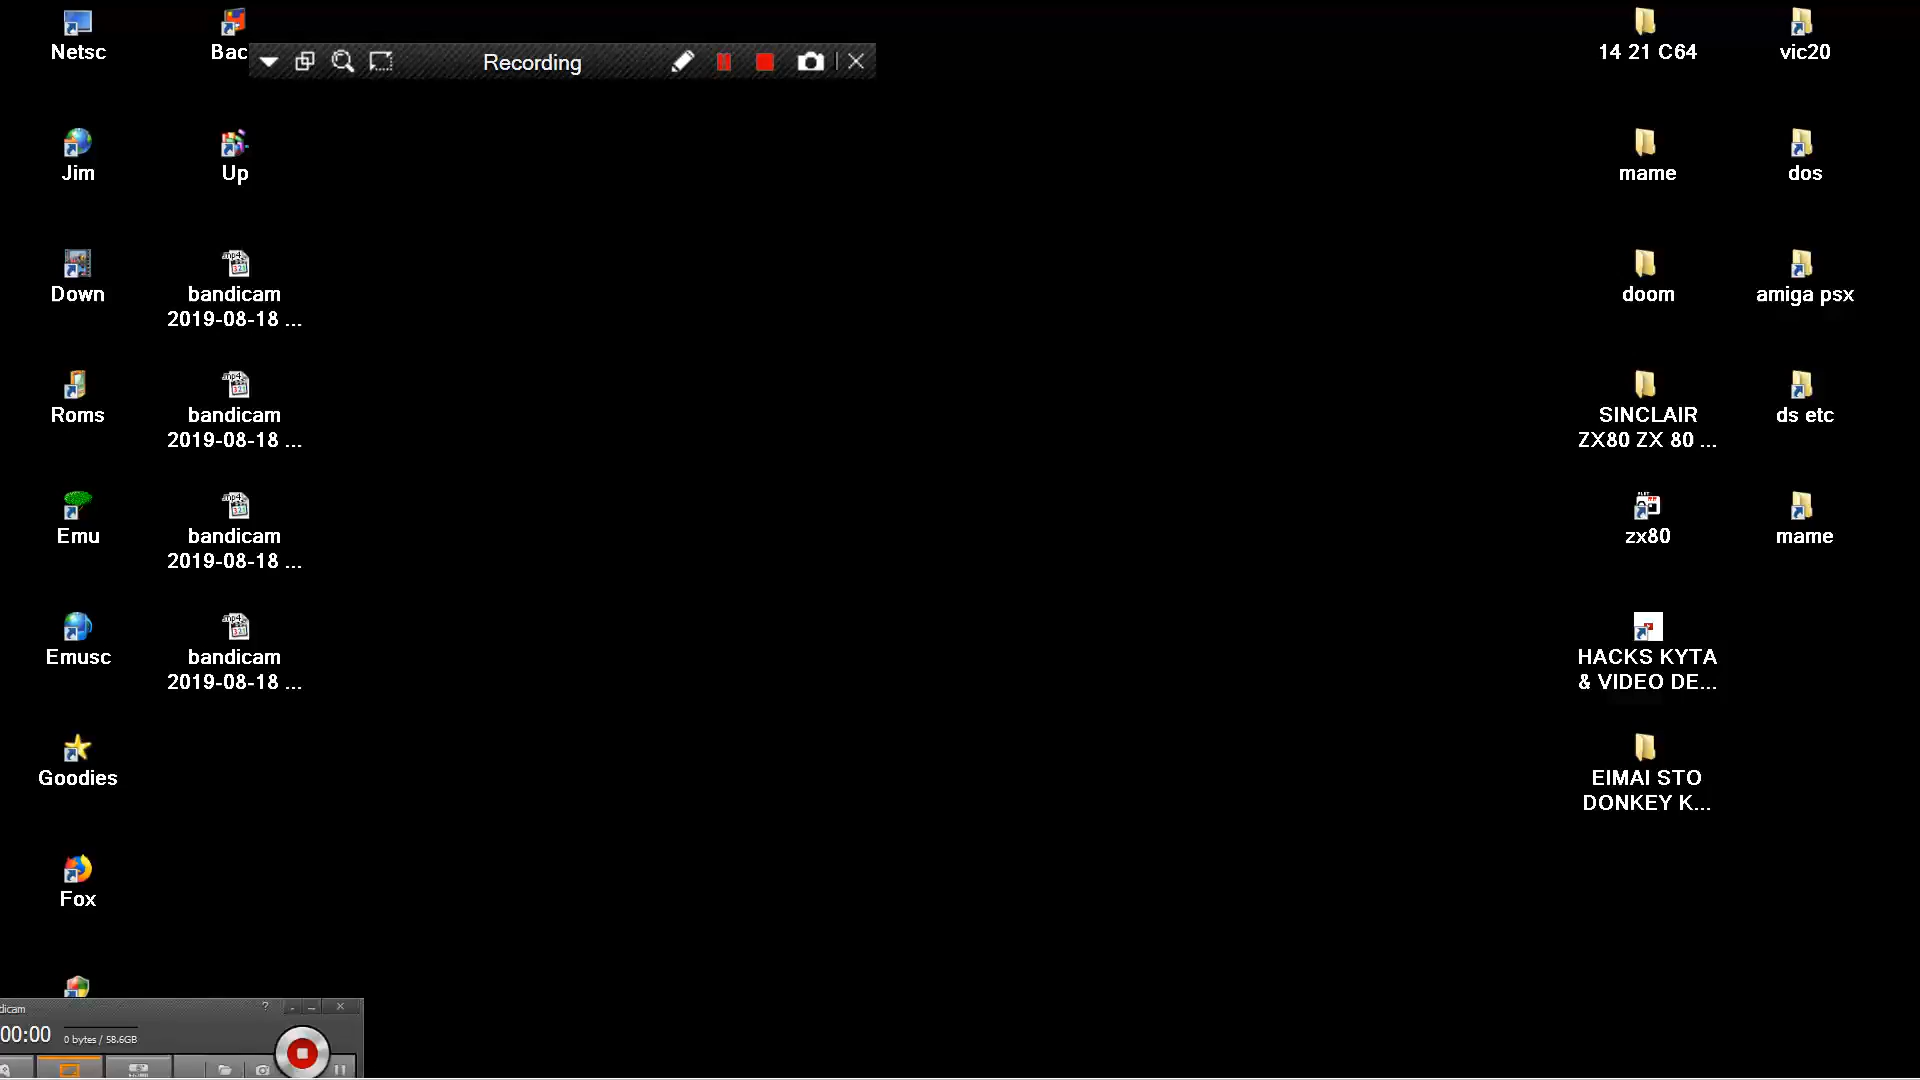 Netsc
Bac
Recording
14 21 C64
vic20
Jim
Up
mame
dos
Down
bandicam
2019-08-18 ...
doom
amiga psx
Roms
bandicam
2019-08-18 ...
SINCLAIR
ZX80 ZX 80 ...
ds etc
Emu
bandicam
2019-08-18 ...
zx80
mame
Emusc
bandicam
2019-08-18 ...
HACKS KYTA
& VIDEO DE...
Goodies
EIMAI STO
DONKEY K...
Fox
dicam
00:00
0 bytes / 58.6GB